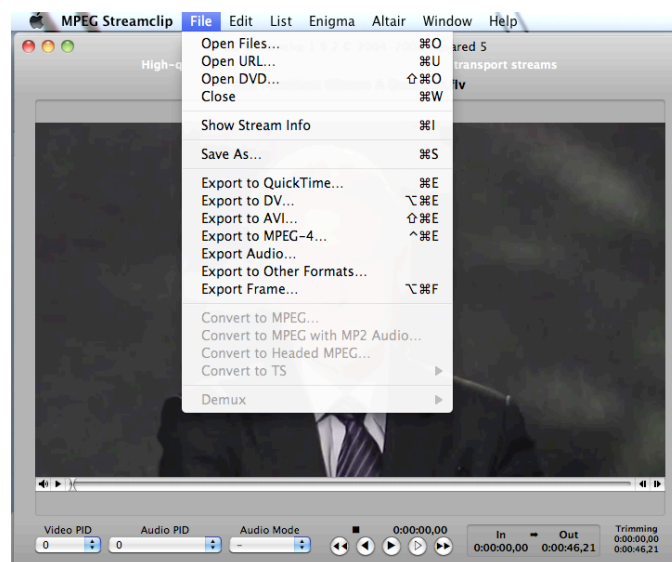 MPEG Streamclip File Edit List Enigma Altair Window Help
ared 5
High-q
transport streams
lv
Open Files... ⌘O
Open URL... ⌘U
Open DVD... ⇧⌘O
Close ⌘W
Show Stream Info ⌘I
Save As... ⌘S
Export to QuickTime... ⌘E
Export to DV... ⌥⌘E
Export to AVI... ⇧⌘E
Export to MPEG-4... ^⌘E
Export Audio...
Export to Other Formats...
Export Frame... ⌥⌘F
Convert to MPEG...
Convert to MPEG with MP2 Audio...
Convert to Headed MPEG...
Convert to TS
Demux
Video PID Audio PID Audio Mode 0:00:00,00 In Out Trimming
0 0 - 0:00:00,00 0:00:46,21 0:00:00,00
0:00:46,21